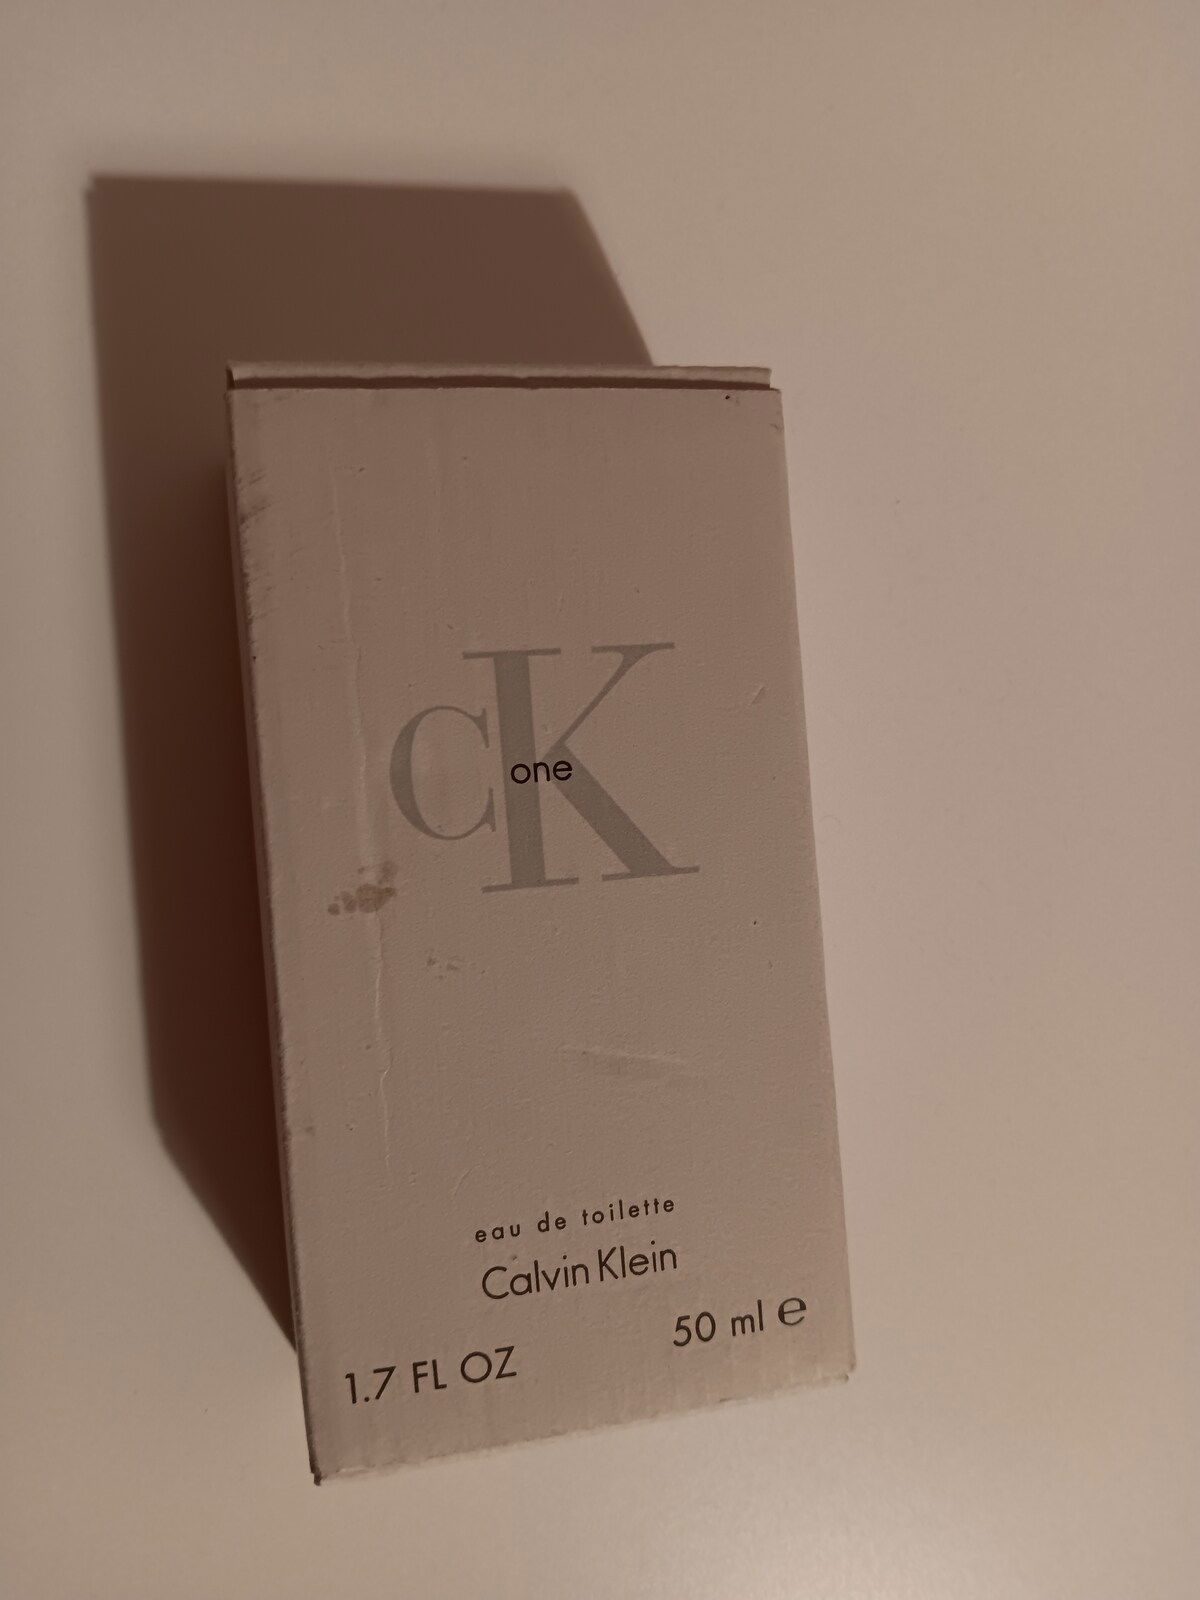 cK
one
eau de toilette
Calvin Klein
50 ml ℮
1.7 FL OZ